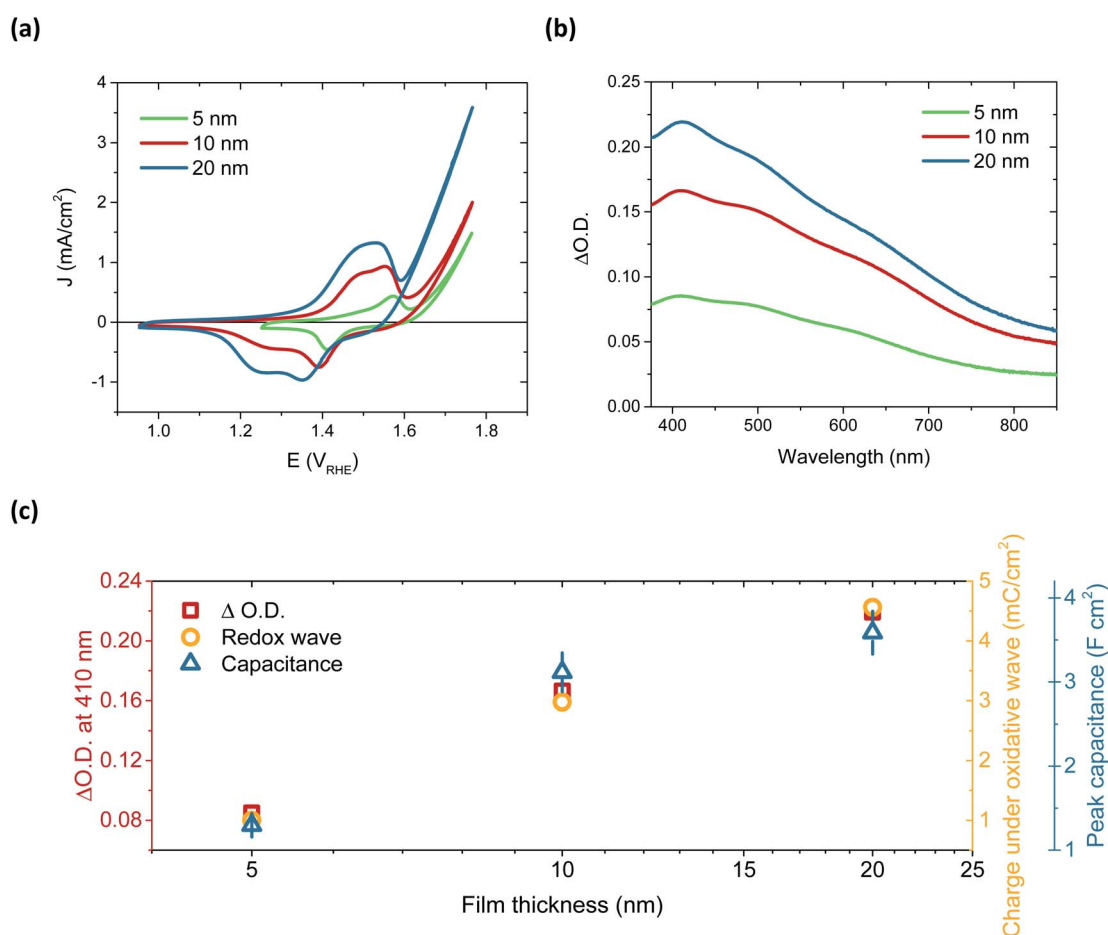 (a)
4
3
2
1
0
-1
J (mA/cm²)
5 nm
10 nm
20 nm
1.0
1.2
1.4
1.6
1.8
E (V_RHE)
(b)
0.25
0.20
0.15
0.10
0.05
0.00
ΔO.D.
5 nm
10 nm
20 nm
400
500
600
700
800
Wavelength (nm)
(c)
0.24
0.20
0.16
0.12
0.08
ΔO.D. at 410 nm
Δ O.D.
Redox wave
Capacitance
5
10
15
20
25
Film thickness (nm)
5
4
3
2
1
Charge under oxidative wave (mC/cm²)
4
3
2
1
Peak capacitance (F cm²)